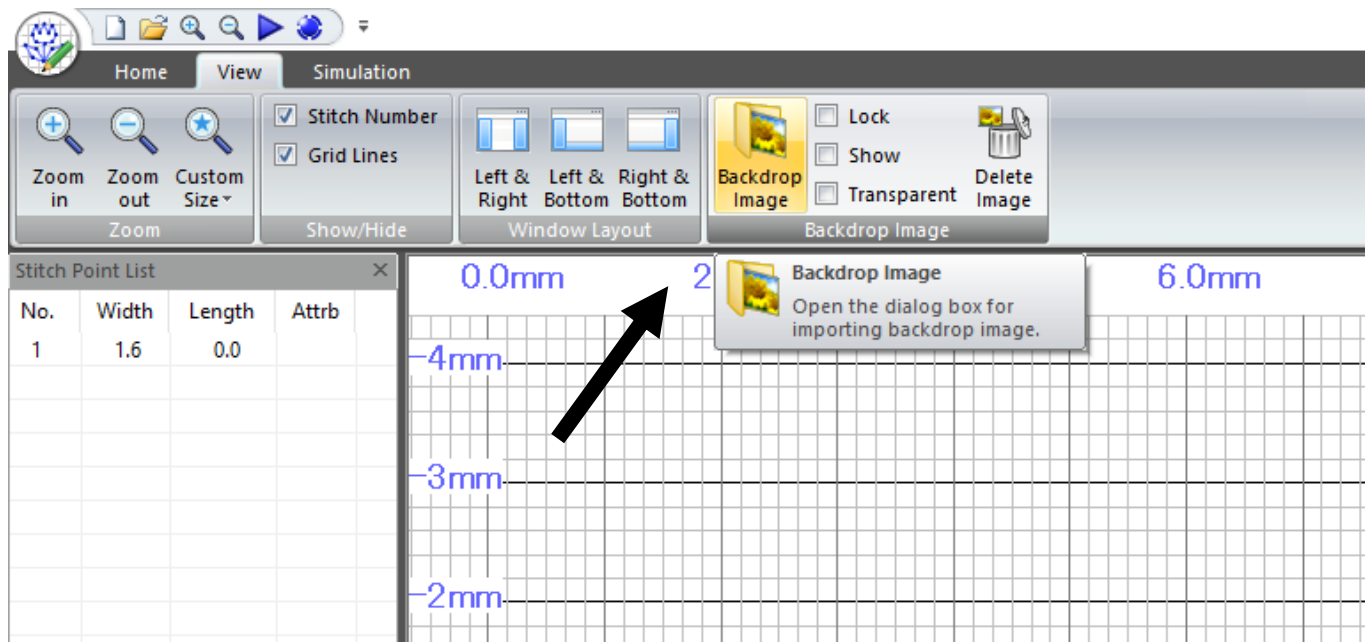 Home View Simulation
Stitch Number
Grid Lines
Zoom in
Zoom out
Custom Size
Left & Right
Left & Bottom
Right & Bottom
Backdrop Image
Lock
Show
Transparent
Delete Image
Zoom Show/Hide Window Layout Backdrop Image
Stitch Point List
No. Width Length Attrb
1 1.6 0.0
0.0mm 2 6.0mm
Backdrop Image
Open the dialog box for
importing backdrop image.
-4mm
-3mm
-2mm